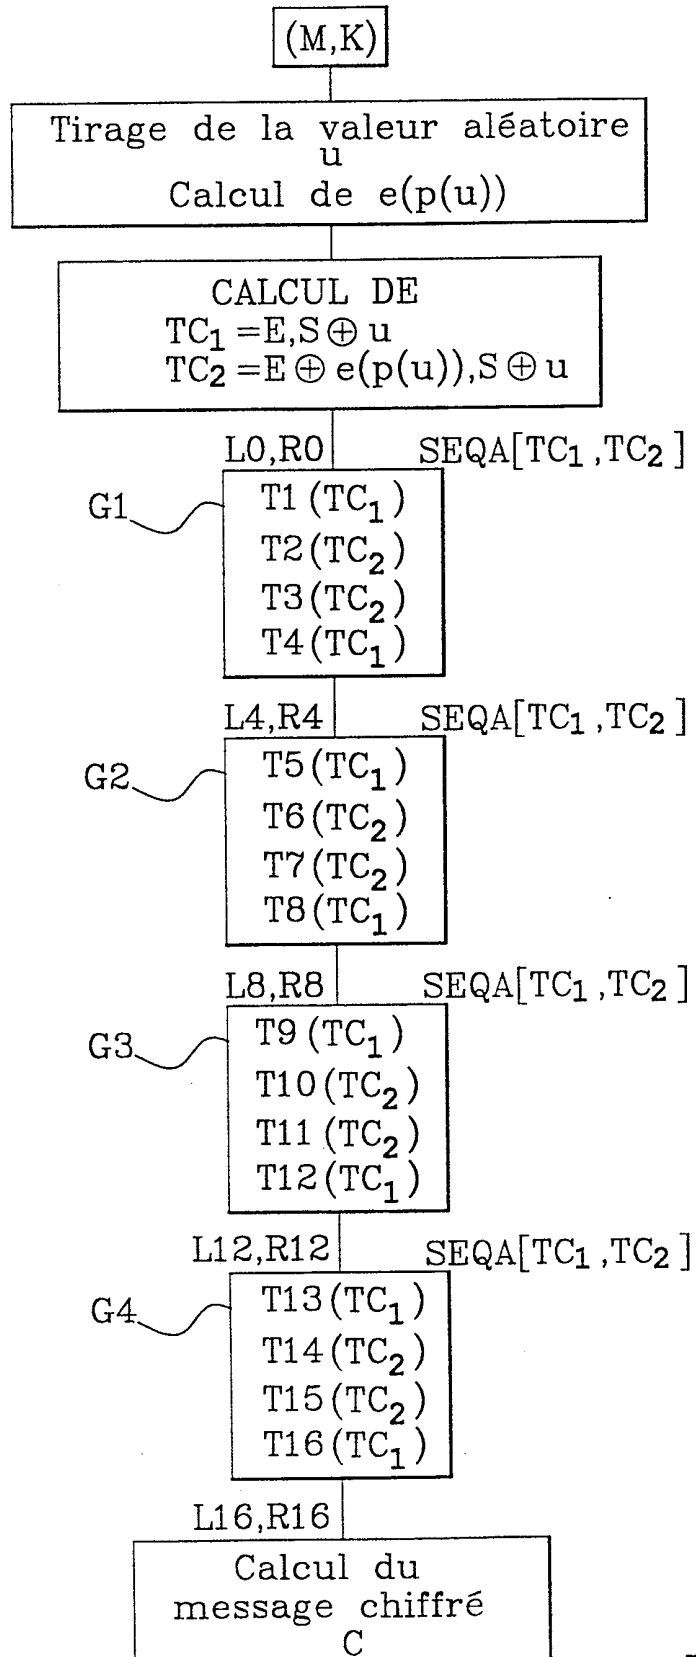 (M,K)
Tirage de la valeur aléatoire
u
Calcul de e(p(u))
CALCUL DE
TC₁=E,S⊕u
TC₂=E⊕e(p(u)),S⊕u
L0,R0 SEQA[TC₁,TC₂]
G1
T1(TC₁)
T2(TC₂)
T3(TC₂)
T4(TC₁)
L4,R4 SEQA[TC₁,TC₂]
G2
T5(TC₁)
T6(TC₂)
T7(TC₂)
T8(TC₁)
L8,R8 SEQA[TC₁,TC₂]
G3
T9(TC₁)
T10(TC₂)
T11(TC₂)
T12(TC₁)
L12,R12 SEQA[TC₁,TC₂]
G4
T13(TC₁)
T14(TC₂)
T15(TC₂)
T16(TC₁)
L16,R16
Calcul du
message chiffré
C